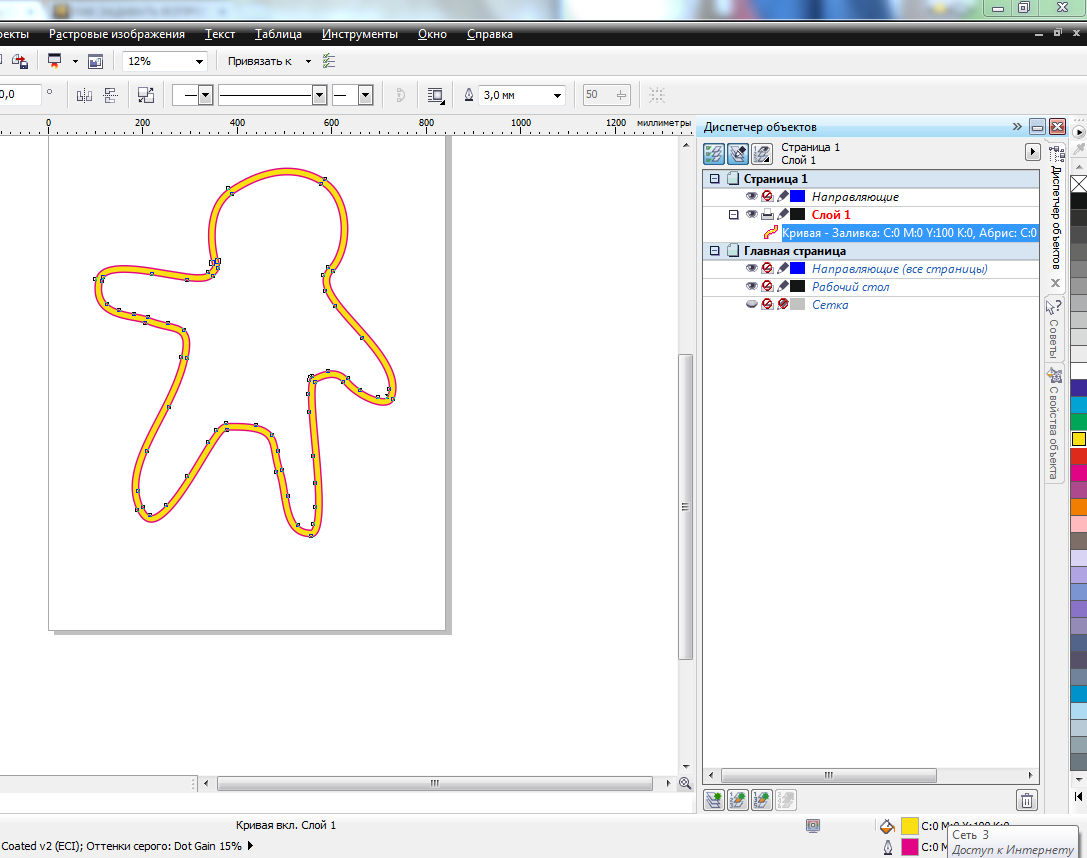 екты Растровые изображения Текст Таблица Инструменты Окно Справка
12% Привязать к
0,0 ° 3,0 мм 50
0 200 400 600 800 1000 1200 миллиметры
Диспетчер объектов
Страница 1
Слой 1
Страница 1
Направляющие
Слой 1
Кривая - Заливка: C:0 M:0 Y:100 K:0, Абрис: C:0
Главная страница
Направляющие (все страницы)
Рабочий стол
Сетка
Диспетчер объектов
Советы
Свойства объекта
Кривая вкл. Слой 1
Coated v2 (ECI); Оттенки серого: Dot Gain 15%
C:0 M:0 Y:100 K:0
C:0 M
Сеть 3
Доступ к Интернету